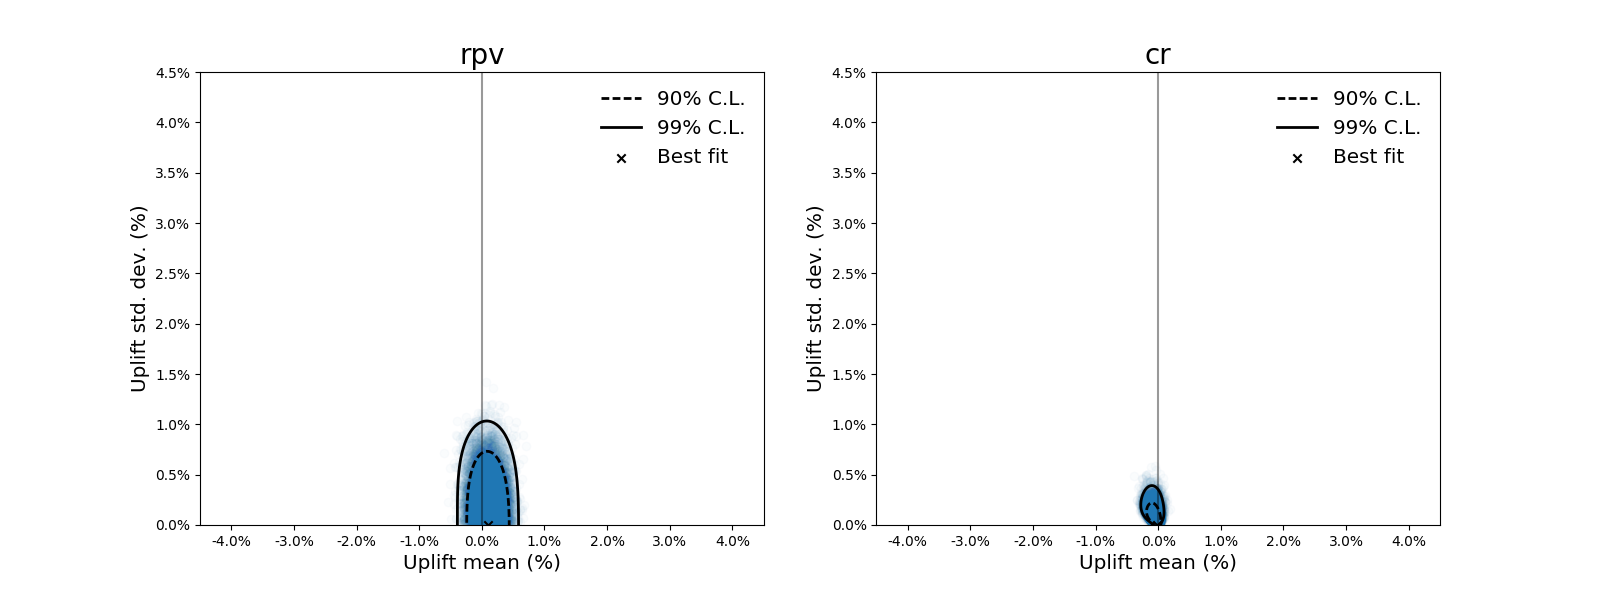 rpv
4.5%
4.0%
3.5%
3.0%
2.5%
2.0%
1.5%
1.0%
0.5%
0.0%
Uplift std. dev. (%)
90% C.L.
99% C.L.
Best fit
-4.0% -3.0% -2.0% -1.0% 0.0% 1.0% 2.0% 3.0% 4.0%
Uplift mean (%)
cr
4.5%
4.0%
3.5%
3.0%
2.5%
2.0%
1.5%
1.0%
0.5%
0.0%
Uplift std. dev. (%)
90% C.L.
99% C.L.
Best fit
-4.0% -3.0% -2.0% -1.0% 0.0% 1.0% 2.0% 3.0% 4.0%
Uplift mean (%)